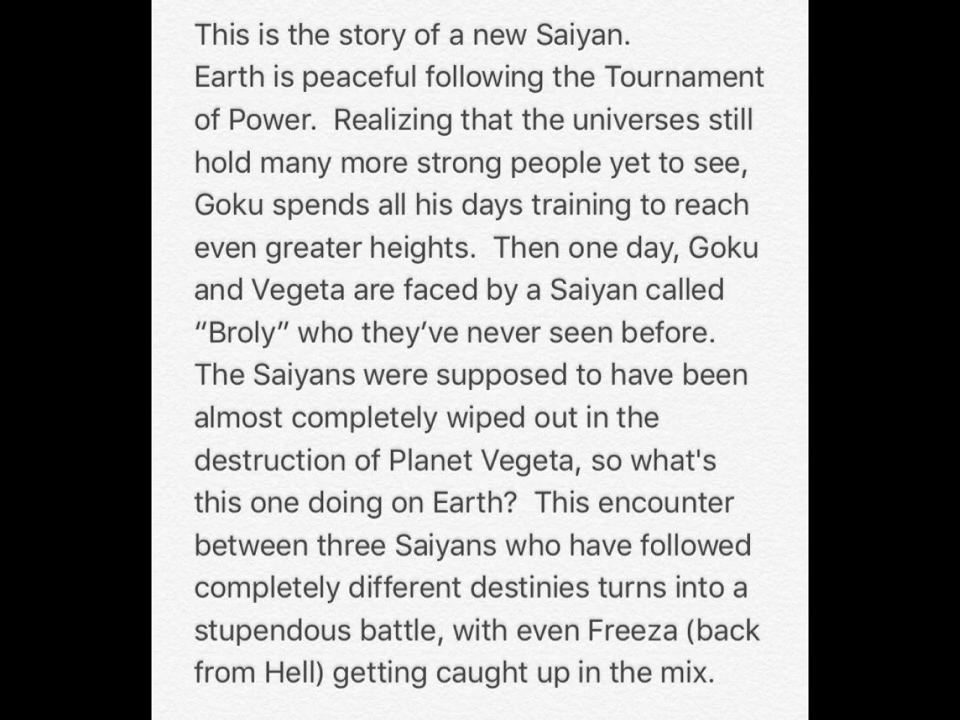 This is the story of a new Saiyan.
Earth is peaceful following the Tournament
of Power.  Realizing that the universes still
hold many more strong people yet to see,
Goku spends all his days training to reach
even greater heights.  Then one day, Goku
and Vegeta are faced by a Saiyan called
“Broly” who they’ve never seen before.
The Saiyans were supposed to have been
almost completely wiped out in the
destruction of Planet Vegeta, so what's
this one doing on Earth?  This encounter
between three Saiyans who have followed
completely different destinies turns into a
stupendous battle, with even Freeza (back
from Hell) getting caught up in the mix.